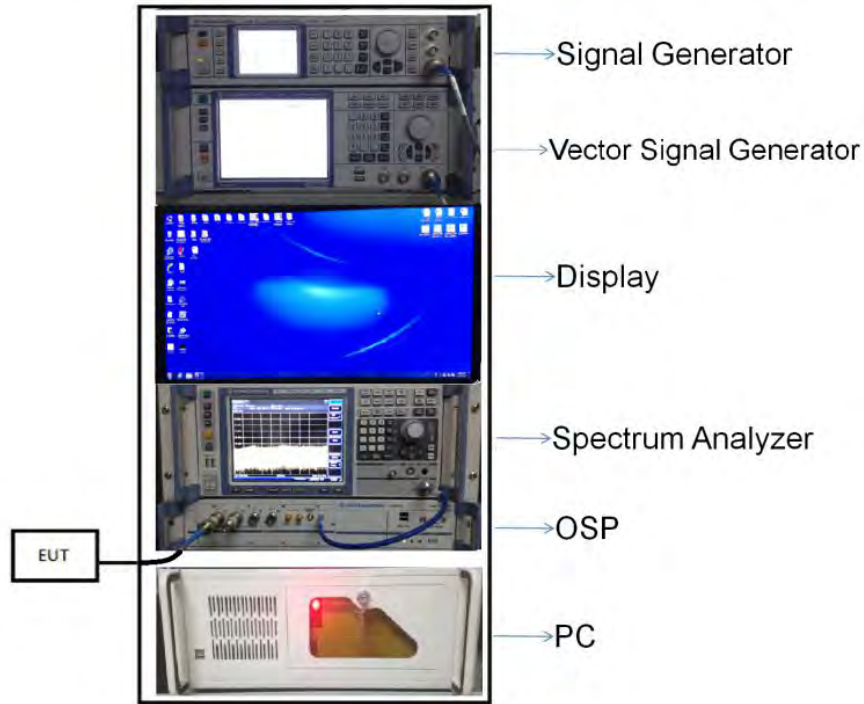 Signal Generator
Vector Signal Generator
Display
Spectrum Analyzer
OSP
EUT
PC